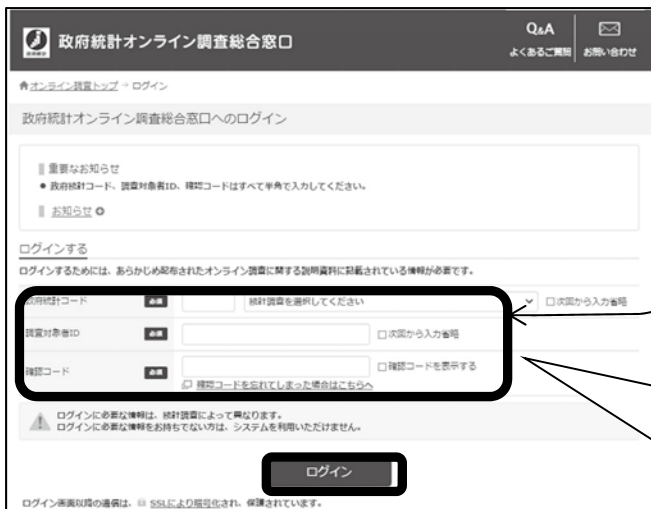 政府統計オンライン調査総合窓口
Q&A
よくあるご質問
お問い合わせ
オンライン調査トップ > ログイン
政府統計オンライン調査総合窓口へのログイン
重要なお知らせ
● 政府統計コード、調査対象者ID、確認コードはすべて半角で入力してください。
お知らせ
ログインする
ログインするためには、あらかじめ配布されたオンライン調査に関する説明資料に記載されている情報が必要です。
政府統計コード 必須 統計調査を選択してください □次回から入力省略
調査対象者ID 必須 □次回から入力省略
確認コード 必須 □確認コードを表示する
確認コードを忘れてしまった場合はこちらへ
ログインに必要な情報は、統計調査によって異なります。
ログインに必要な情報をお持ちでない方は、システムを利用いただけません。
ログイン
ログイン画面以降の通信は、SSLにより暗号化され、保護されています。